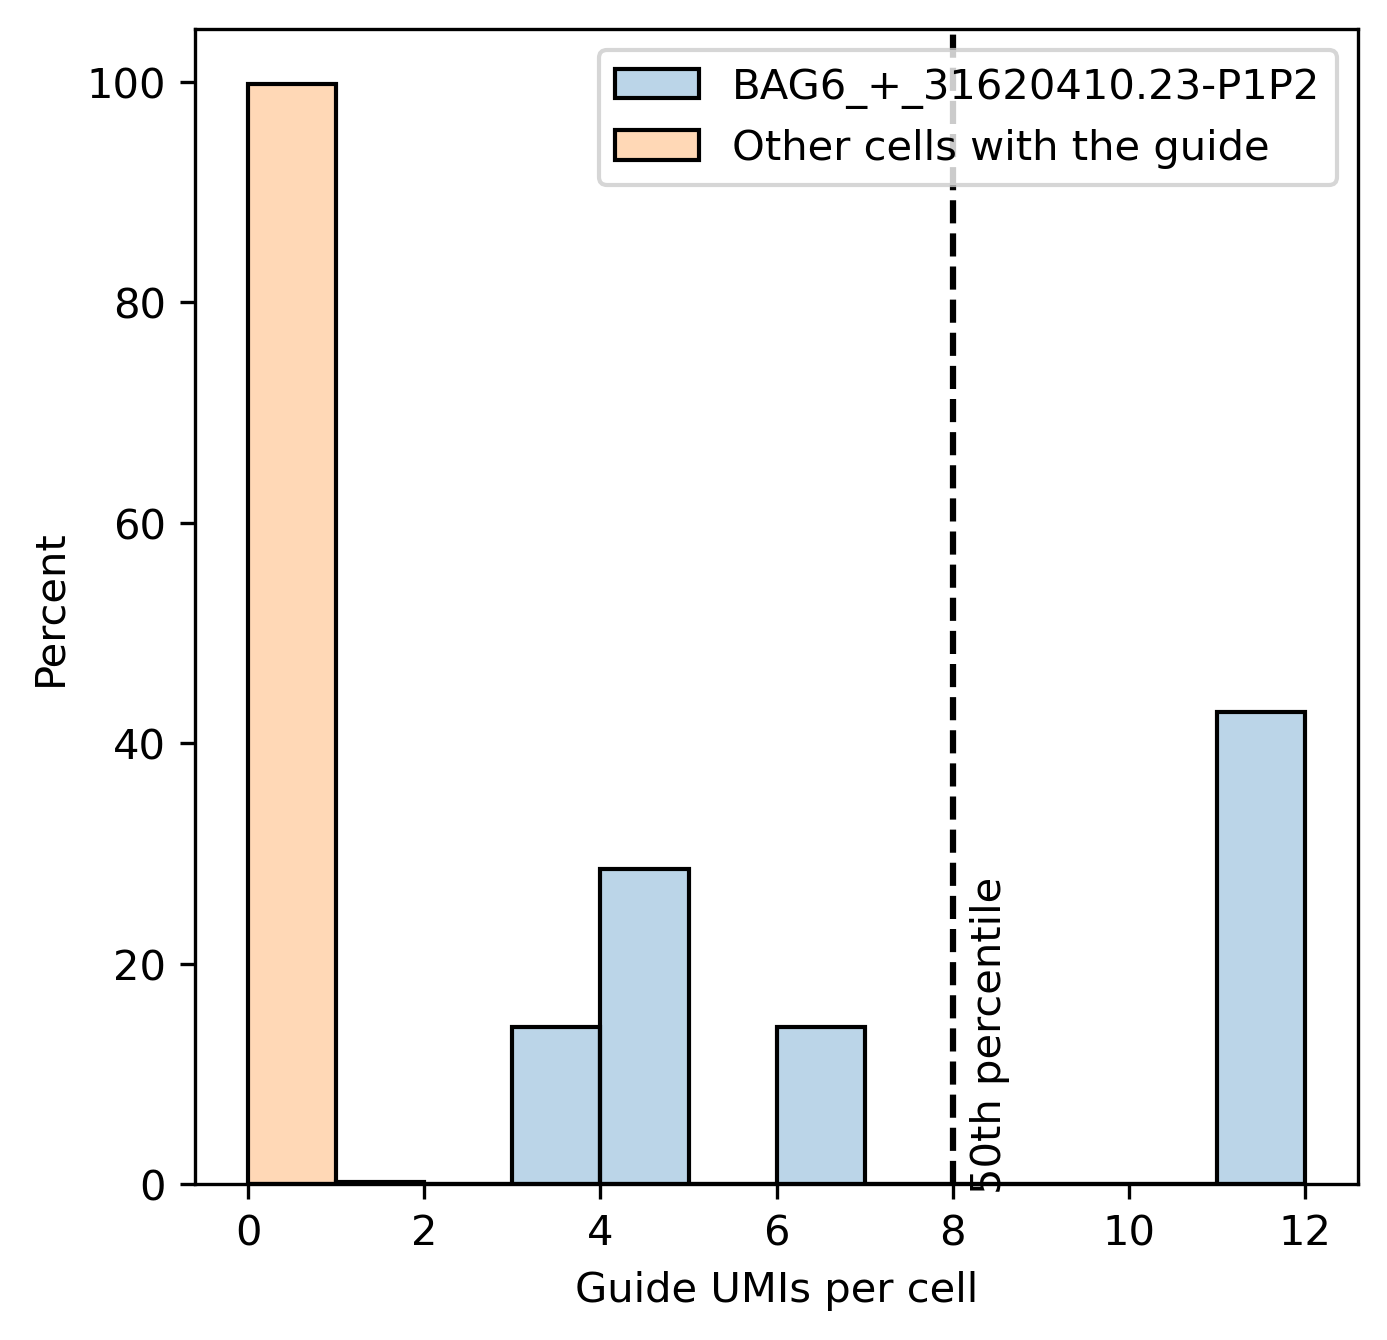 BAG6_+_31620410.23-P1P2
Other cells with the guide
100
80
60
40
20
0
Percent
50th percentile
0 2 4 6 8 10 12
Guide UMIs per cell